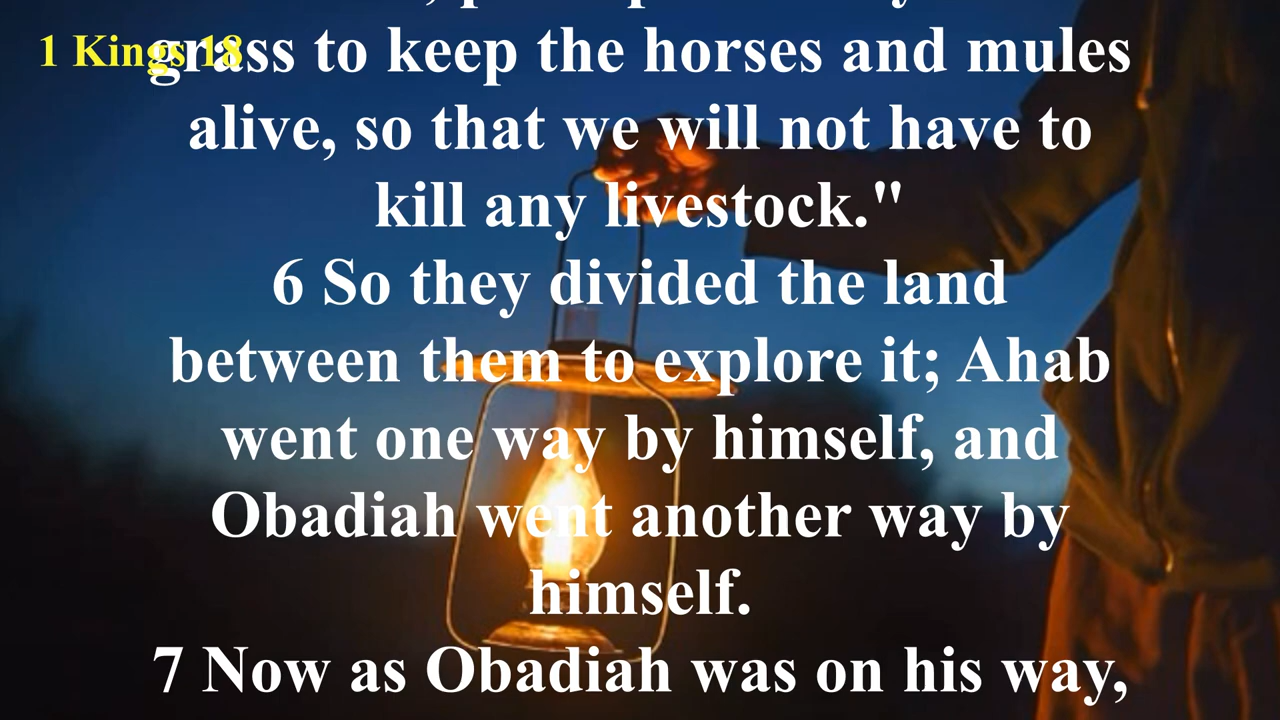 1 Kings 18
grass to keep the horses and mules
alive, so that we will not have to
kill any livestock."
6 So they divided the land
between them to explore it; Ahab
went one way by himself, and
Obadiah went another way by
himself.
7 Now as Obadiah was on his way,